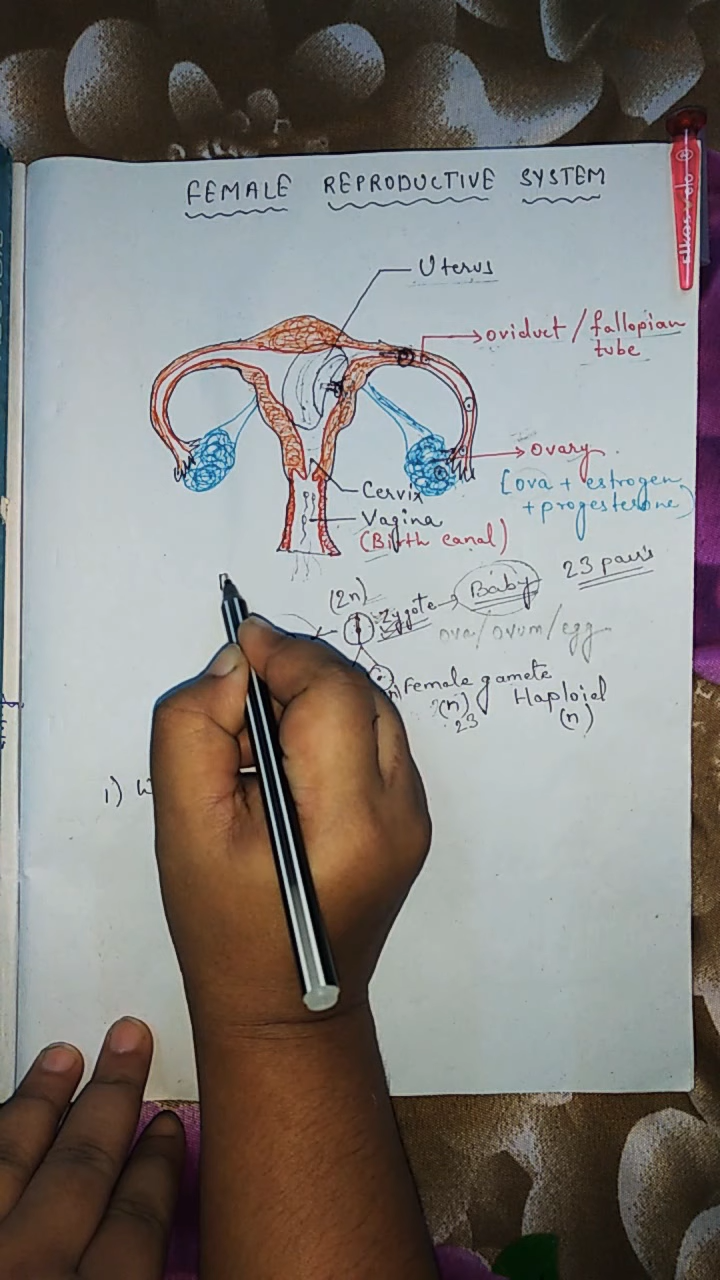 FEMALE REPRODUCTIVE SYSTEM
Uterus
oviduct / fallopian
tube
ovary
(ova + estrogen
+ progesterone)
Cervix
Vagina
(Birth canal)
(2n)
Zygote
Baby
23 pairs
ova/ovum/egg
Female gamete
(n)
23
Haploid
(n)
1) W